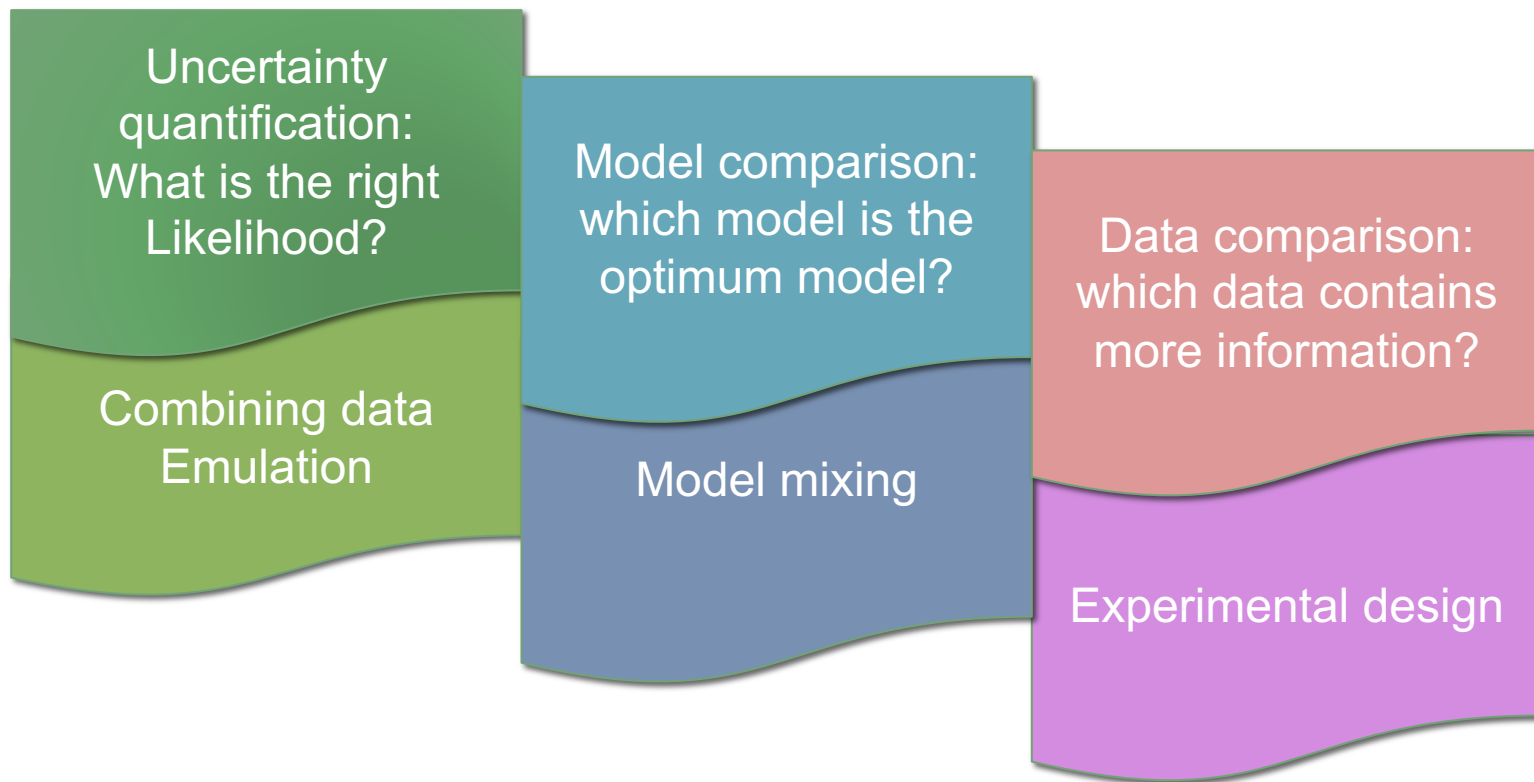 Uncertainty
quantification:
What is the right
Likelihood?
Combining data
Emulation
Model comparison:
which model is the
optimum model?
Model mixing
Data comparison:
which data contains
more information?
Experimental design